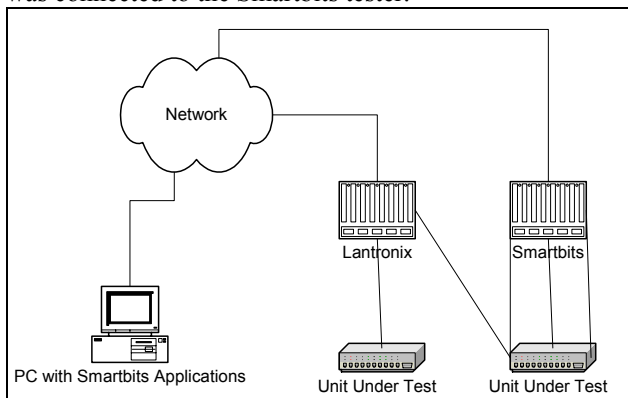 was connected to the Smartbits tester.
Network
Lantronix
Smartbits
PC with Smartbits Applications
Unit Under Test
Unit Under Test